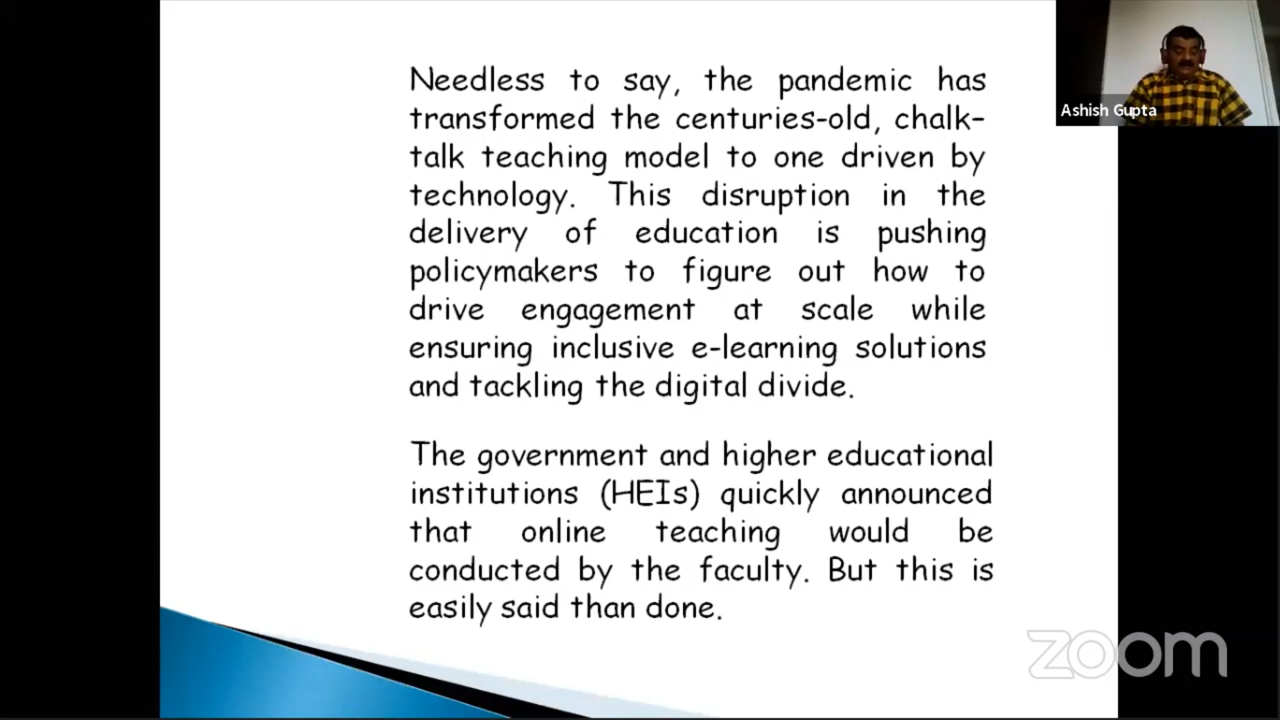 Needless to say, the pandemic has
transformed the centuries-old, chalk-
talk teaching model to one driven by
technology. This disruption in the
delivery of education is pushing
policymakers to figure out how to
drive engagement at scale while
ensuring inclusive e-learning solutions
and tackling the digital divide.
The government and higher educational
institutions (HEIs) quickly announced
that online teaching would be
conducted by the faculty. But this is
easily said than done.
Ashish Gupta
zoom